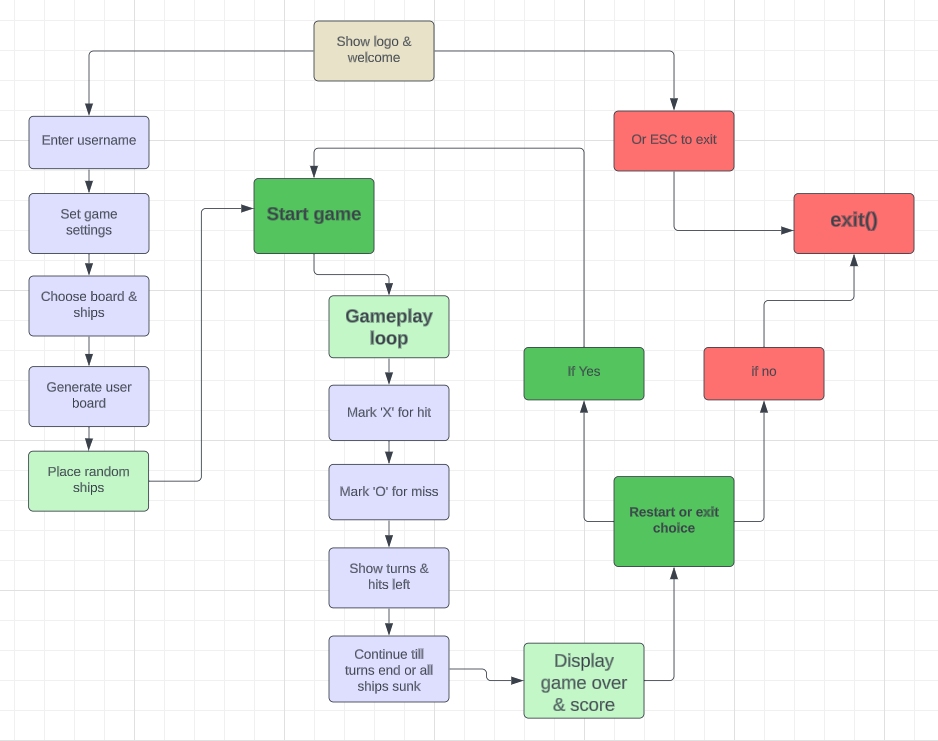 Show logo &
welcome
Enter username
Or ESC to exit
Set game
settings
Start game
exit()
Choose board &
ships
Gameplay
loop
Generate user
board
If Yes
if no
Mark 'X' for hit
Place random
ships
Mark 'O' for miss
Restart or exit
choice
Show turns &
hits left
Continue till
turns end or all
ships sunk
Display
game over
& score